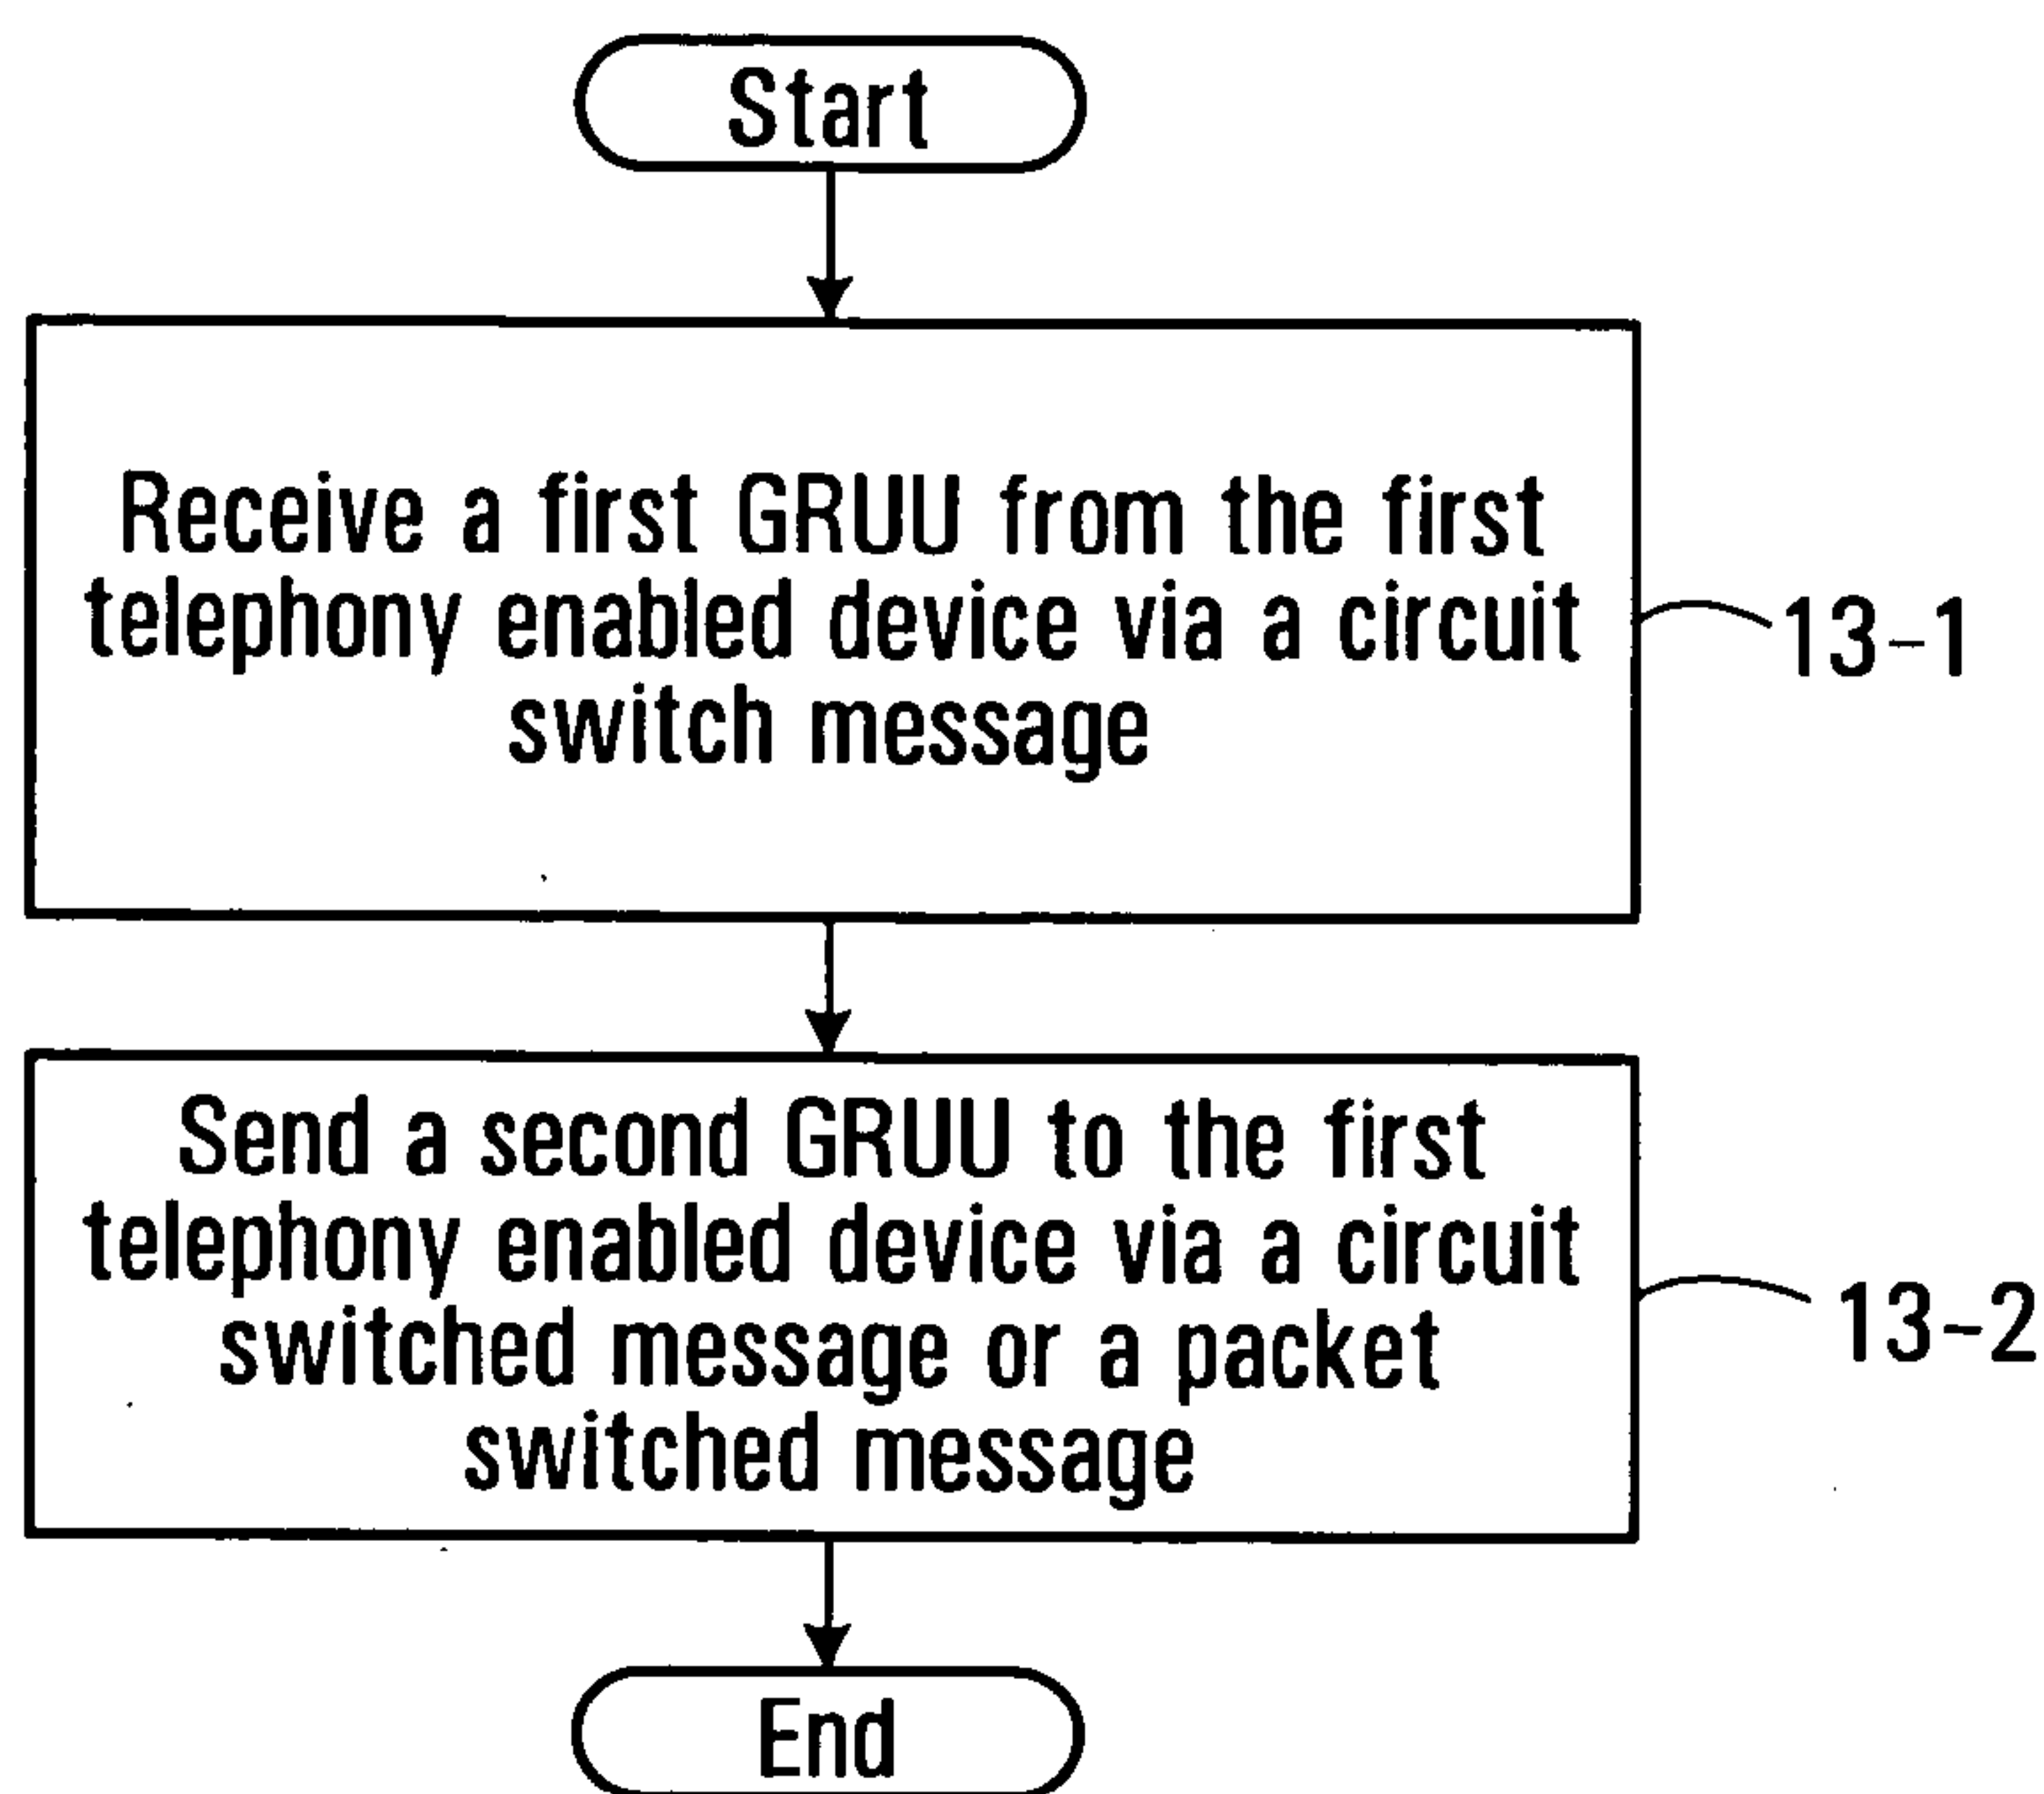 Start
Receive a first GRUU from the first
telephony enabled device via a circuit
switch message
13-1
Send a second GRUU to the first
telephony enabled device via a circuit
switched message or a packet
switched message
13-2
End